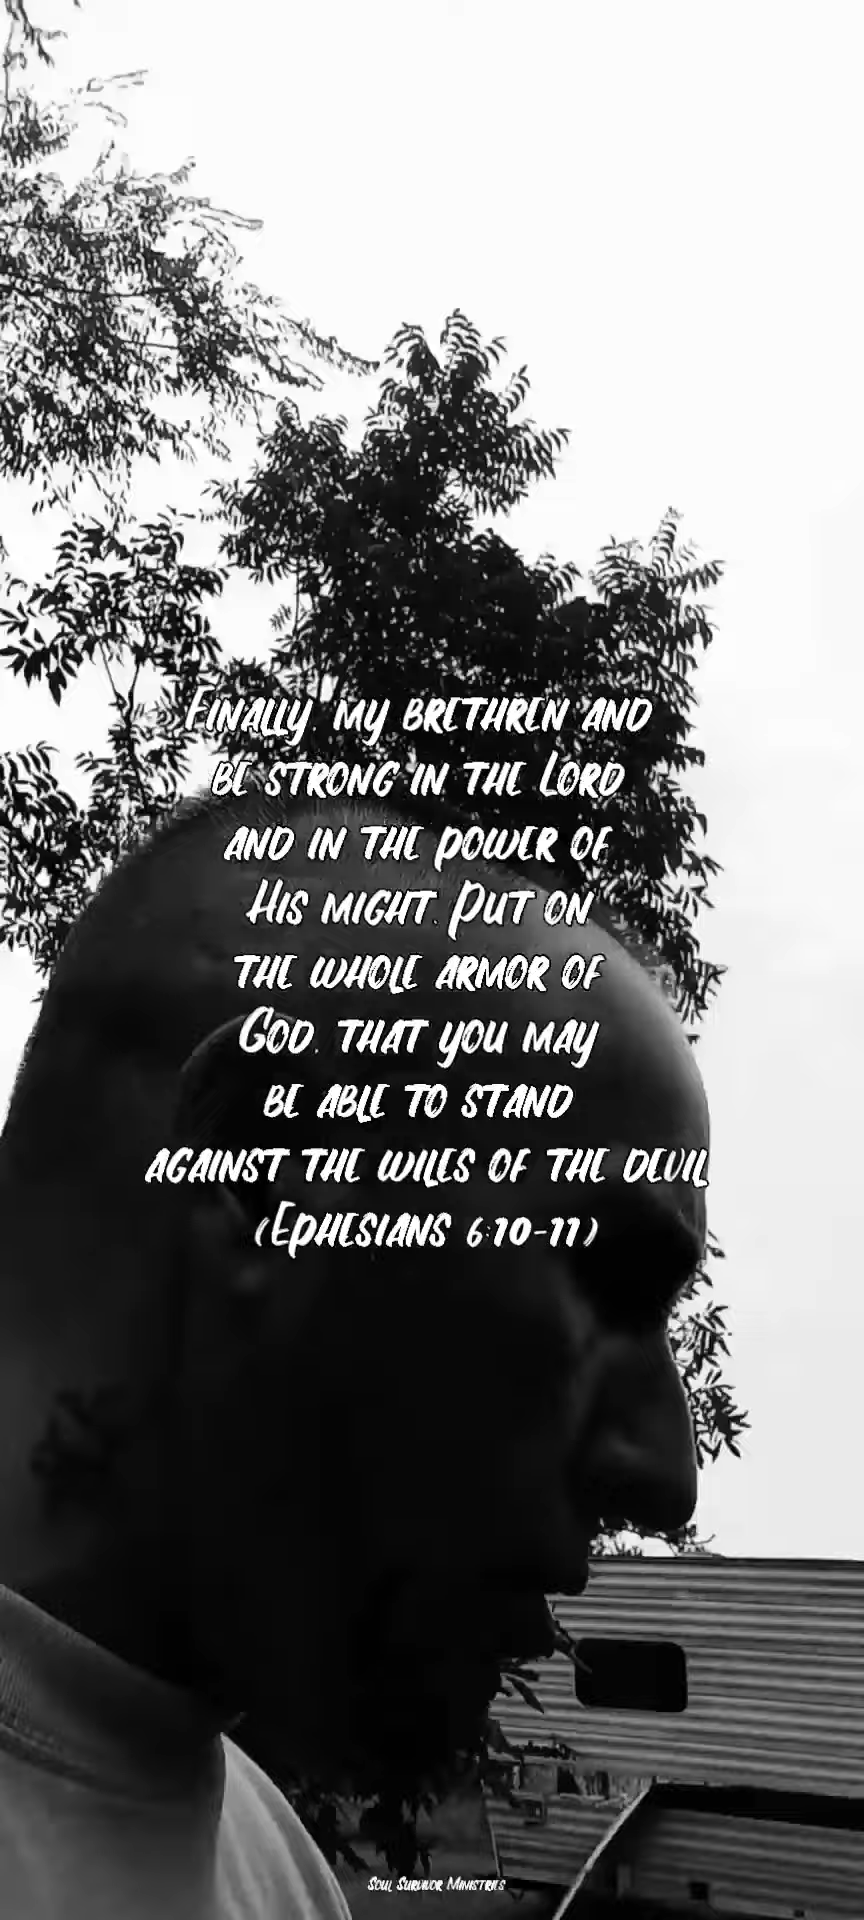 Finally, my brethren and
be strong in the Lord
and in the power of
His might. Put on
the whole armor of
God, that you may
be able to stand
against the wiles of the devil
(Ephesians 6:10-11)
Soul Survivor Ministries